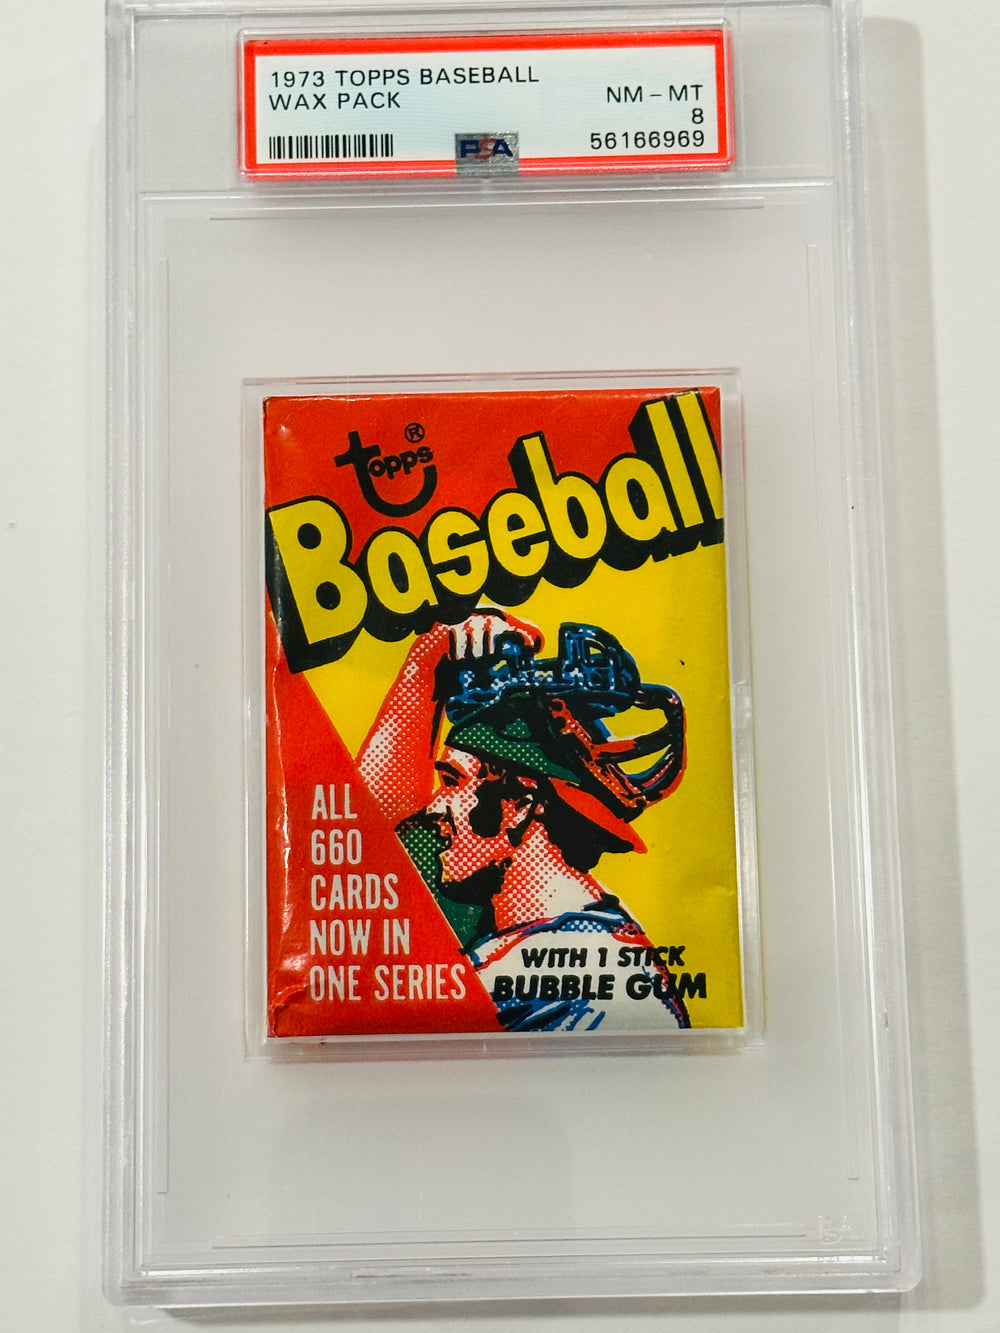 1973 TOPPS BASEBALL
WAX PACK
NM - MT
8
56166969
PSA
Topps®
Baseball
ALL
660
CARDS
NOW IN
ONE SERIES
WITH 1 STICK
BUBBLE GUM